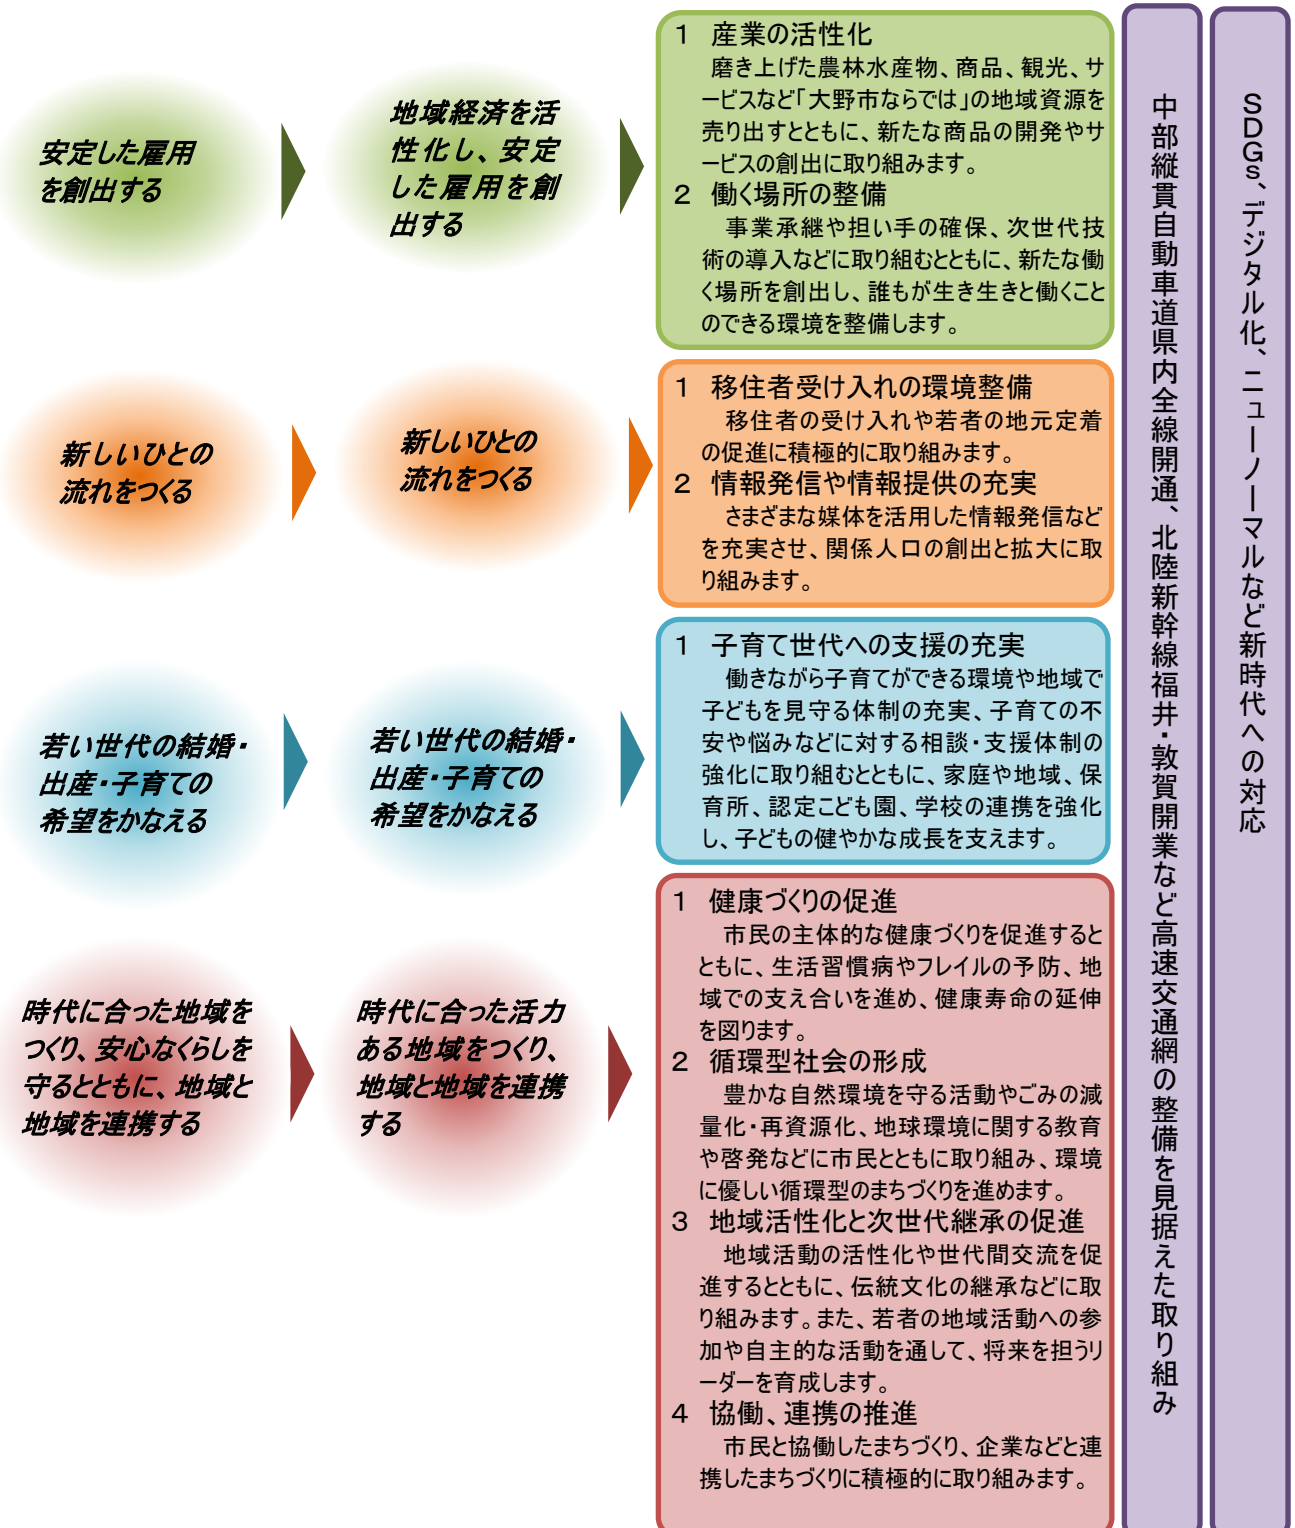 安定した雇用
を創出する
地域経済を活
性化し、安定
した雇用を創
出する
1 産業の活性化
磨き上げた農林水産物、商品、観光、サ
ービスなど「大野市ならでは」の地域資源を
売り出すとともに、新たな商品の開発やサ
ービスの創出に取り組みます。
2 働く場所の整備
事業承継や担い手の確保、次世代技
術の導入などに取り組むとともに、新たな働
く場所を創出し、誰もが生き生きと働くこと
のできる環境を整備します。
新しいひとの
流れをつくる
新しいひとの
流れをつくる
1 移住者受け入れの環境整備
移住者の受け入れや若者の地元定着
の促進に積極的に取り組みます。
2 情報発信や情報提供の充実
さまざまな媒体を活用した情報発信など
を充実させ、関係人口の創出と拡大に取
り組みます。
若い世代の結婚・
出産・子育ての
希望をかなえる
若い世代の結婚・
出産・子育ての
希望をかなえる
1 子育て世代への支援の充実
働きながら子育てができる環境や地域で
子どもを見守る体制の充実、子育ての不
安や悩みなどに対する相談・支援体制の
強化に取り組むとともに、家庭や地域、保
育所、認定こども園、学校の連携を強化
し、子どもの健やかな成長を支えます。
時代に合った地域を
つくり、安心なくらしを
守るとともに、地域と
地域を連携する
時代に合った活力
ある地域をつくり、
地域と地域を連携
する
1 健康づくりの促進
市民の主体的な健康づくりを促進すると
ともに、生活習慣病やフレイルの予防、地
域での支え合いを進め、健康寿命の延伸
を図ります。
2 循環型社会の形成
豊かな自然環境を守る活動やごみの減
量化・再資源化、地球環境に関する教育
や啓発などに市民とともに取り組み、環境
に優しい循環型のまちづくりを進めます。
3 地域活性化と次世代継承の促進
地域活動の活性化や世代間交流を促
進するとともに、伝統文化の継承などに取
り組みます。また、若者の地域活動への参
加や自主的な活動を通して、将来を担うリ
ーダーを育成します。
4 協働、連携の推進
市民と協働したまちづくり、企業などと連
携したまちづくりに積極的に取り組みます。
中部縦貫自動車道県内全線開通、北陸新幹線福井・敦賀開業など高速交通網の整備を見据えた取り組み
SDGs、デジタル化、ニューノーマルなど新時代への対応